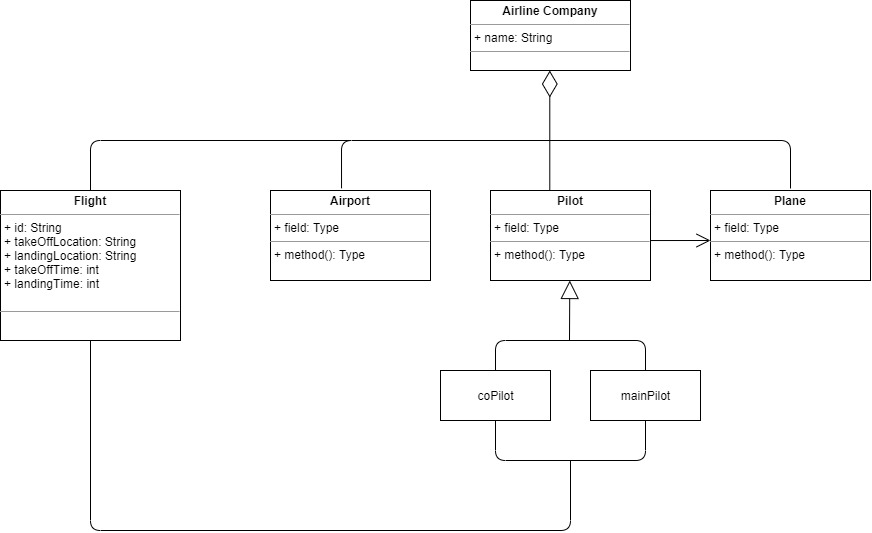 Airline Company
+ name: String
Flight
+ id: String
+ takeOffLocation: String
+ landingLocation: String
+ takeOffTime: int
+ landingTime: int
Airport
+ field: Type
+ method(): Type
Pilot
+ field: Type
+ method(): Type
Plane
+ field: Type
+ method(): Type
coPilot
mainPilot